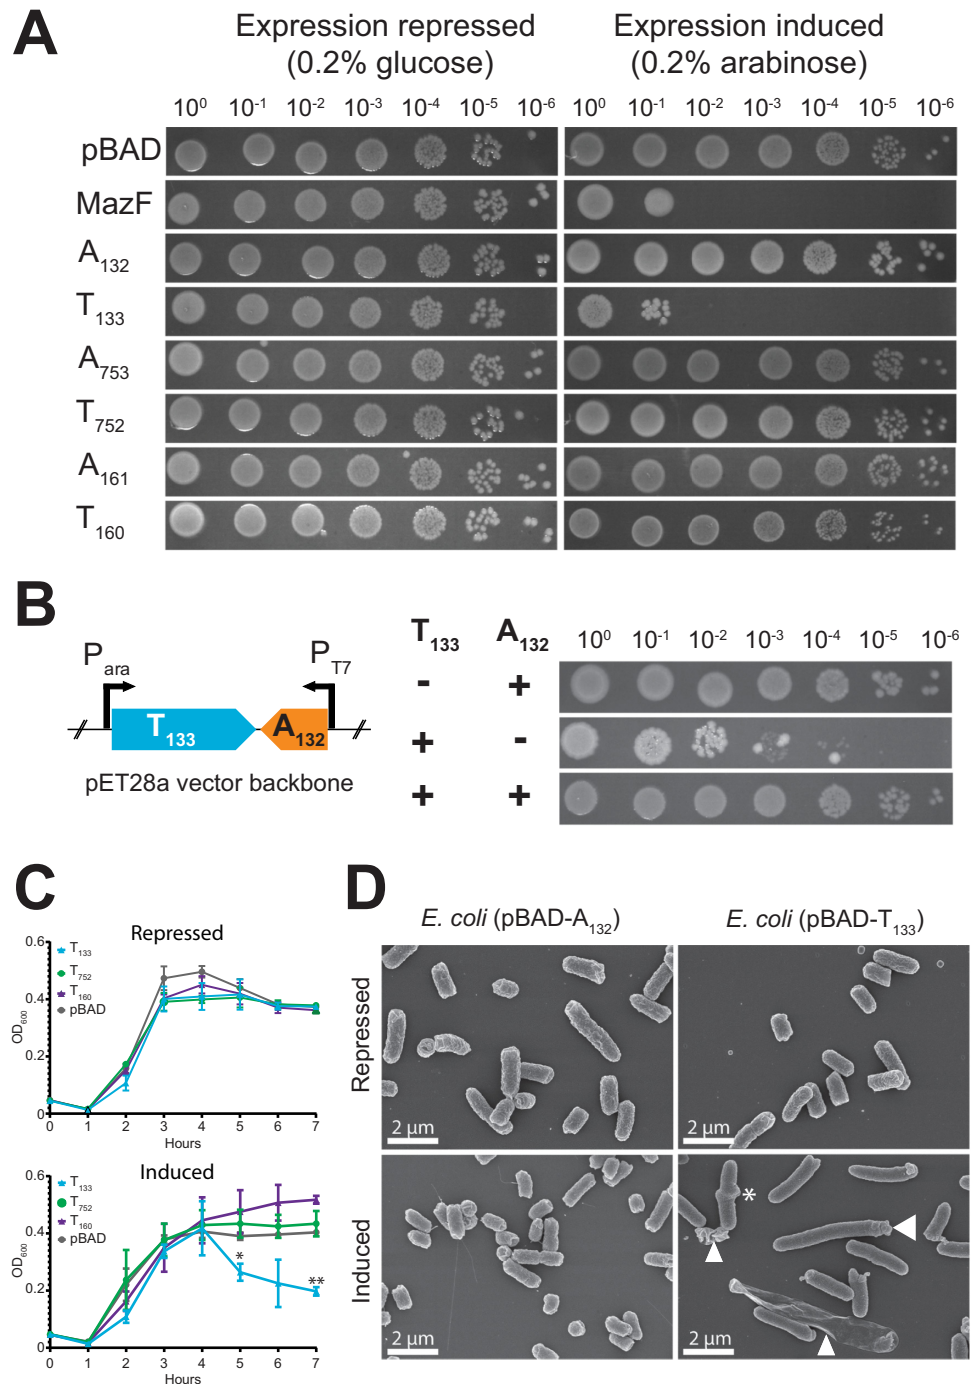 A
Expression repressed
(0.2% glucose)
Expression induced
(0.2% arabinose)
10⁰ 10⁻¹ 10⁻² 10⁻³ 10⁻⁴ 10⁻⁵ 10⁻⁶ 10⁰ 10⁻¹ 10⁻² 10⁻³ 10⁻⁴ 10⁻⁵ 10⁻⁶
pBAD
MazF
A₁₃₂
T₁₃₃
A₇₅₃
T₇₅₂
A₁₆₁
T₁₆₀
B
P ara
P T7
T₁₃₃
A₁₃₂
pET28a vector backbone
T₁₃₃ A₁₃₂ 10⁰ 10⁻¹ 10⁻² 10⁻³ 10⁻⁴ 10⁻⁵ 10⁻⁶
- +
+ -
+ +
C
Repressed
T₁₃₃
T₇₅₂
T₁₆₀
pBAD
OD₆₀₀
0.6
0.4
0.2
0
0 1 2 3 4 5 6 7
Hours
Induced
T₁₃₃
T₇₅₂
T₁₆₀
pBAD
OD₆₀₀
0.6
0.4
0.2
0
* **
0 1 2 3 4 5 6 7
Hours
D
E. coli (pBAD-A₁₃₂)
E. coli (pBAD-T₁₃₃)
Repressed
2 µm
2 µm
Induced
*
2 µm
2 µm